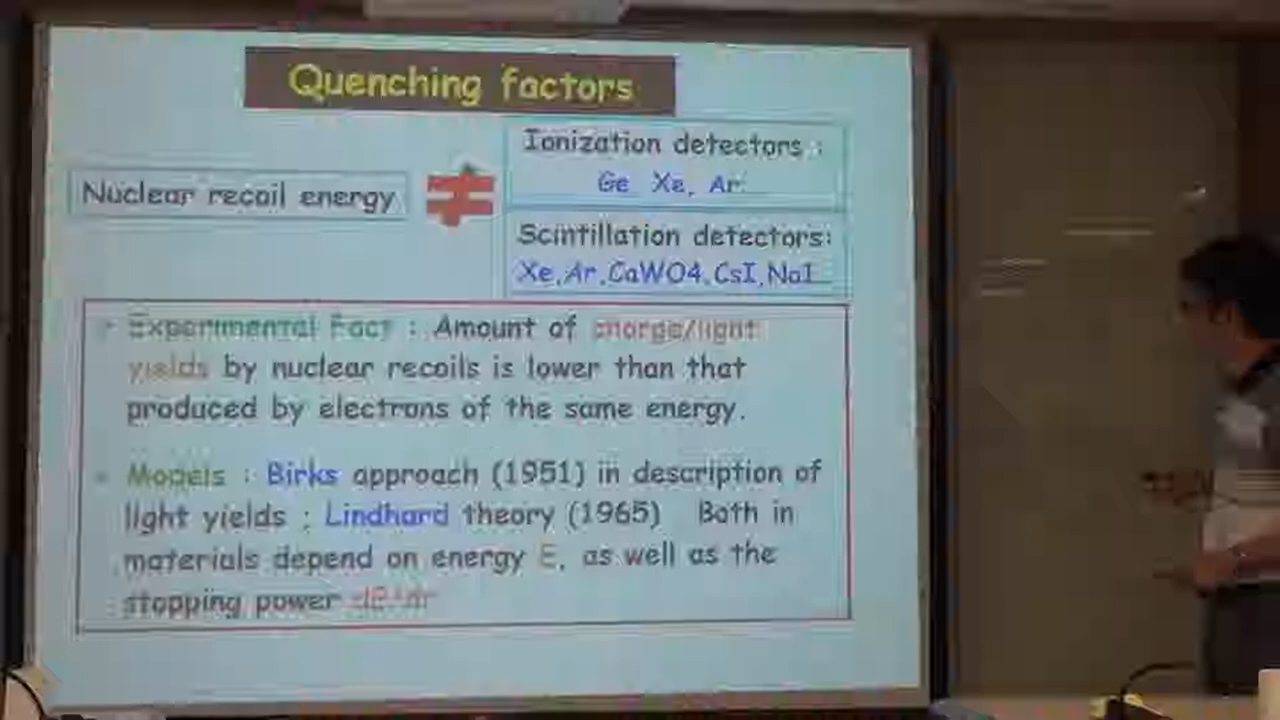 Quenching factors
Nuclear recoil energy
≠
Ionization detectors :
Ge Xe, Ar
Scintillation detectors:
Xe,Ar,CaWO4,CsI,NaI
Experimental Fact : Amount of charge/light
yields by nuclear recoils is lower than that
produced by electrons of the same energy.
Models : Birks approach (1951) in description of
light yields ; Lindhard theory (1965) Both in
materials depend on energy E, as well as the
stopping power dE/dr